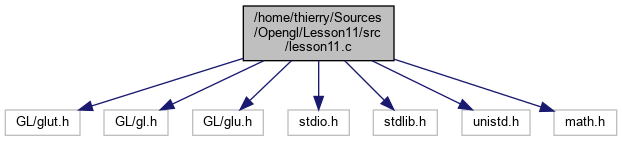 /home/thierry/Sources
/Opengl/Lesson11/src
/lesson11.c
GL/glut.h
GL/gl.h
GL/glu.h
stdio.h
stdlib.h
unistd.h
math.h